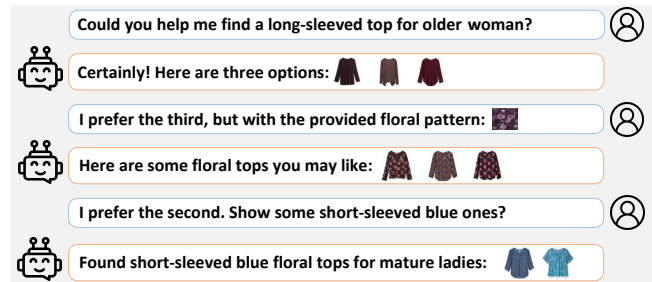 Could you help me find a long-sleeved top for older woman?
Certainly! Here are three options:
I prefer the third, but with the provided floral pattern:
Here are some floral tops you may like:
I prefer the second. Show some short-sleeved blue ones?
Found short-sleeved blue floral tops for mature ladies: